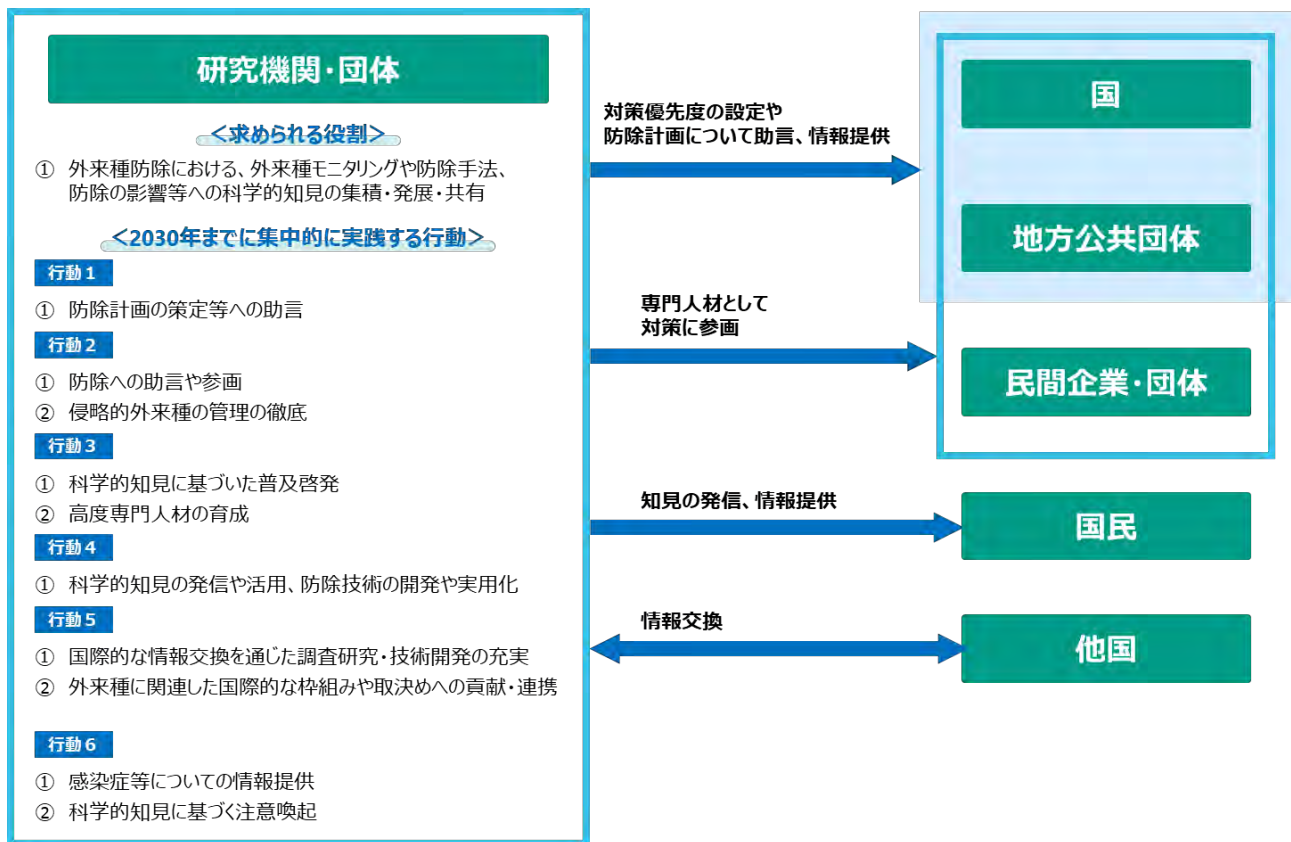 研究機関・団体
＜求められる役割＞
① 外来種防除における、外来種モニタリングや防除手法、
防除の影響等への科学的知見の集積・発展・共有
＜2030年までに集中的に実践する行動＞
行動１
① 防除計画の策定等への助言
行動２
① 防除への助言や参画
② 侵略的外来種の管理の徹底
行動３
① 科学的知見に基づいた普及啓発
② 高度専門人材の育成
行動４
① 科学的知見の発信や活用、防除技術の開発や実用化
行動５
① 国際的な情報交換を通じた調査研究・技術開発の充実
② 外来種に関連した国際的な枠組みや取決めへの貢献・連携
行動６
① 感染症等についての情報提供
② 科学的知見に基づく注意喚起
対策優先度の設定や
防除計画について助言、情報提供
専門人材として
対策に参画
知見の発信、情報提供
情報交換
国
地方公共団体
民間企業・団体
国民
他国